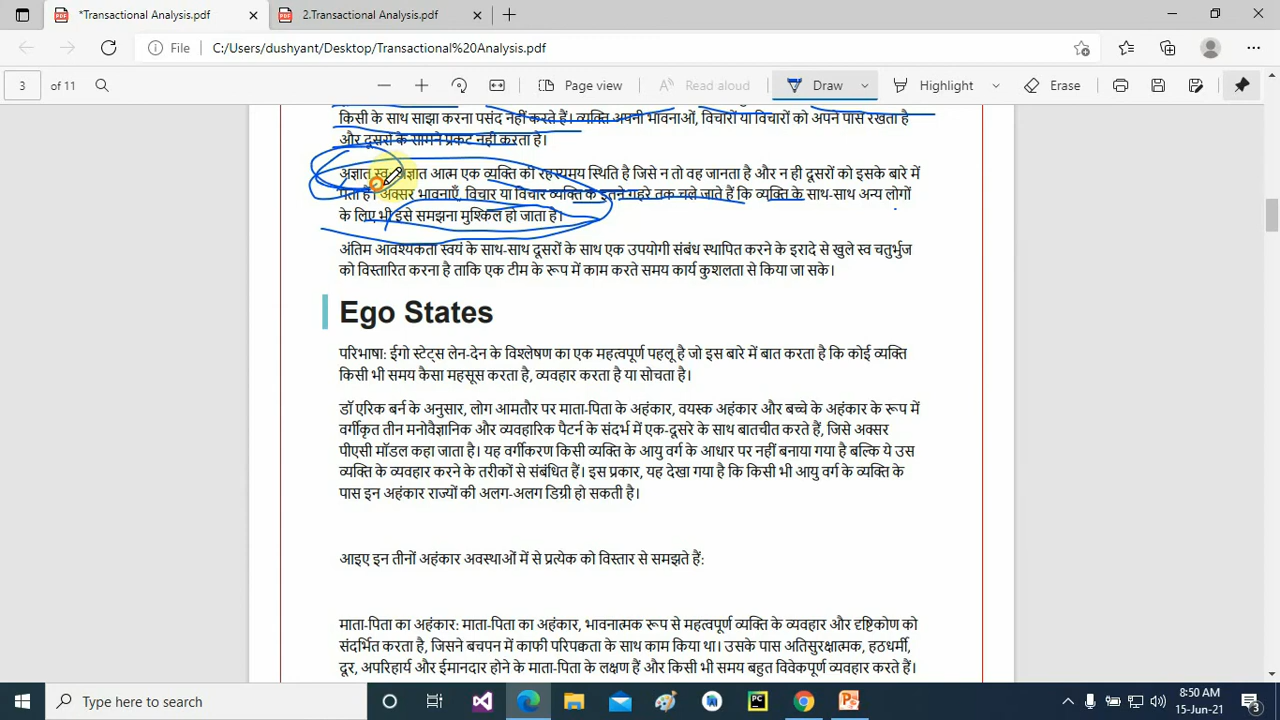 *Transactional Analysis.pdf
2.Transactional Analysis.pdf
File
C:/Users/dushyant/Desktop/Transactional%20Analysis.pdf
3 of 11
Page view
Read aloud
Draw
Highlight
Erase
किसी के साथ साझा करना पसंद नहीं करते हैं। व्यक्ति अपनी भावनाओं, विचारों या विचारों को अपने पास रखता है
और दूसरों के सामने प्रकट नहीं करता है।
अज्ञात स्व: अज्ञात आत्म एक व्यक्ति की रहस्यमय स्थिति है जिसे न तो वह जानता है और न ही दूसरों को इसके बारे में
पता है। अक्सर भावनाएँ, विचार या विचार व्यक्ति के इतने गहरे तक चले जाते हैं कि व्यक्ति के साथ-साथ अन्य लोगों
के लिए भी इसे समझना मुश्किल हो जाता है।
अंतिम आवश्यकता स्वयं के साथ-साथ दूसरों के साथ एक उपयोगी संबंध स्थापित करने के इरादे से खुले स्व चतुर्भुज
को विस्तारित करना है ताकि एक टीम के रूप में काम करते समय कार्य कुशलता से किया जा सके।
Ego States
परिभाषा: ईगो स्टेट्स लेन-देन के विश्लेषण का एक महत्वपूर्ण पहलू है जो इस बारे में बात करता है कि कोई व्यक्ति
किसी भी समय कैसा महसूस करता है, व्यवहार करता है या सोचता है।
डॉ एरिक बर्न के अनुसार, लोग आमतौर पर माता-पिता के अहंकार, वयस्क अहंकार और बच्चे के अहंकार के रूप में
वर्गीकृत तीन मनोवैज्ञानिक और व्यवहारिक पैटर्न के संदर्भ में एक-दूसरे के साथ बातचीत करते हैं, जिसे अक्सर
पीएसी मॉडल कहा जाता है। यह वर्गीकरण किसी व्यक्ति के आयु वर्ग के आधार पर नहीं बनाया गया है बल्कि ये उस
व्यक्ति के व्यवहार करने के तरीकों से संबंधित हैं। इस प्रकार, यह देखा गया है कि किसी भी आयु वर्ग के व्यक्ति के
पास इन अहंकार राज्यों की अलग-अलग डिग्री हो सकती है।
आइए इन तीनों अहंकार अवस्थाओं में से प्रत्येक को विस्तार से समझते हैं:
माता-पिता का अहंकार: माता-पिता का अहंकार, भावनात्मक रूप से महत्वपूर्ण व्यक्ति के व्यवहार और दृष्टिकोण को
संदर्भित करता है, जिसने बचपन में काफी परिपक्वता के साथ काम किया था। उसके पास अतिसुरक्षात्मक, हठधर्मी,
दूर, अपरिहार्य और ईमानदार होने के माता-पिता के लक्षण हैं और किसी भी समय बहुत विवेकपूर्ण व्यवहार करते हैं।
Type here to search
8:50 AM
15-Jun-21
3